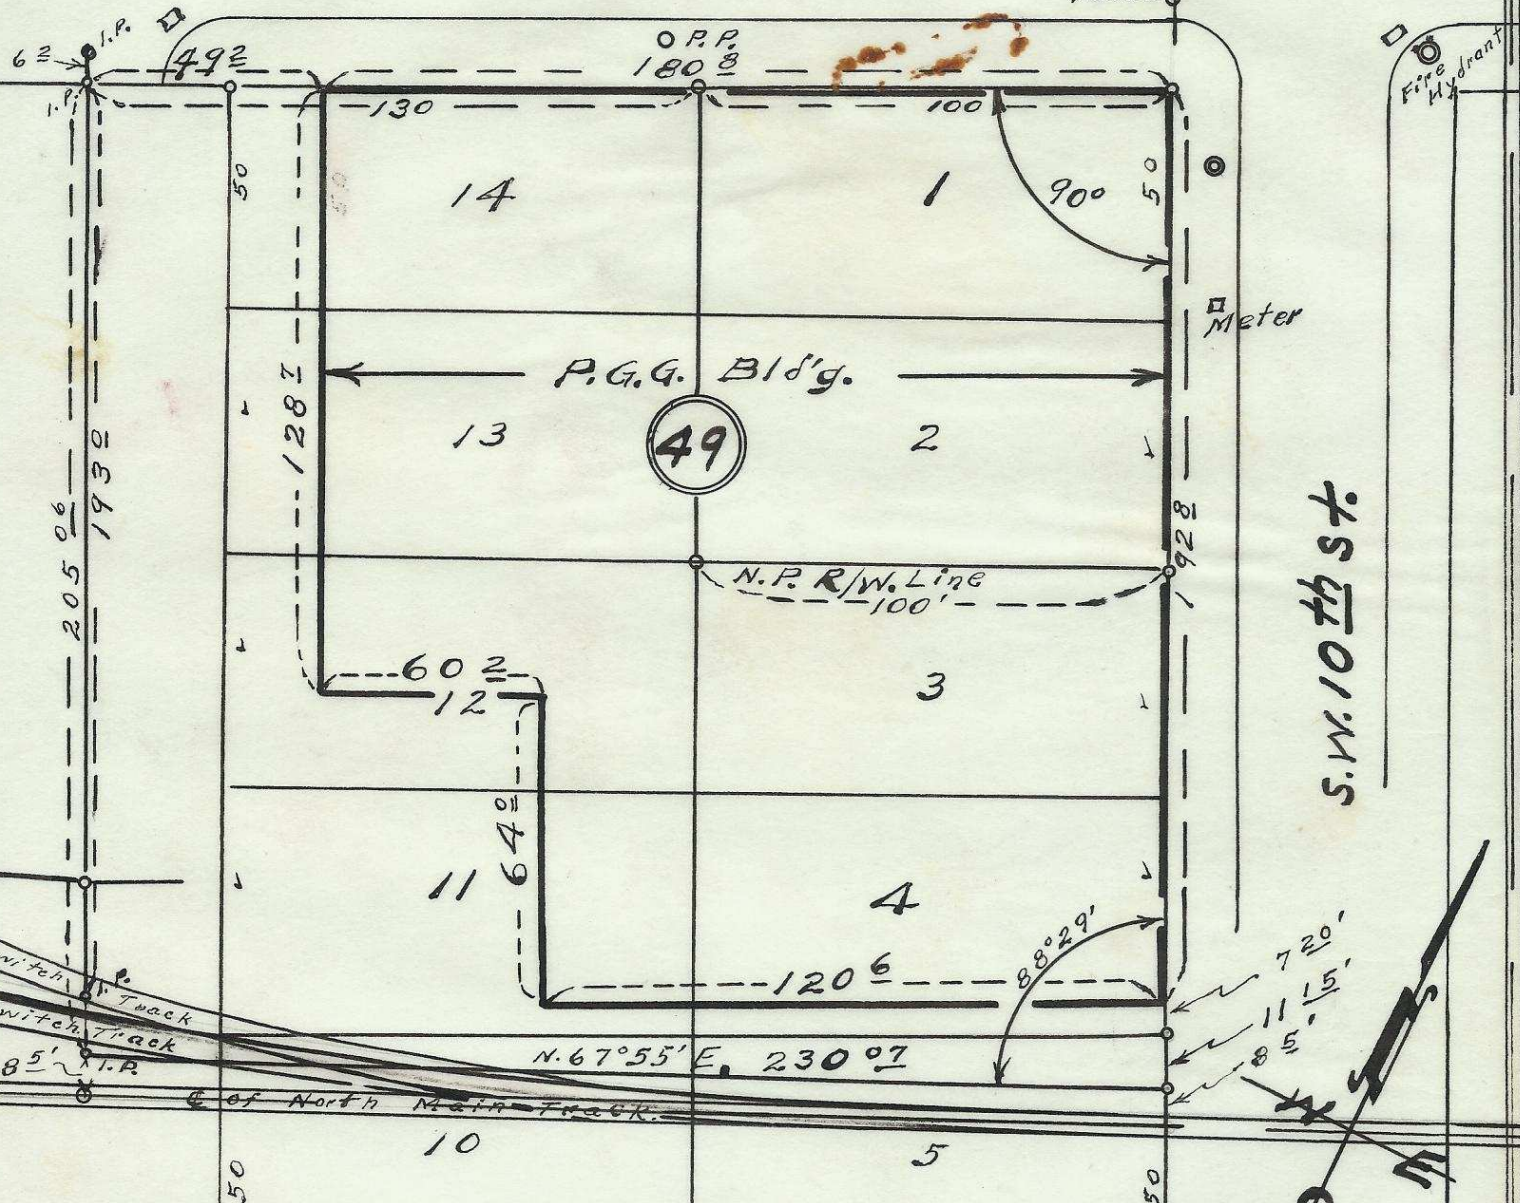 I.P.
6 2
49 2
P.P.
180 8
I.P.
130
100
Fire
Hydrant
50
50
50
14
1
90°
Meter
P.G.G. Bld'g.
128 7
13
49
2
205 06
193 0
192 8
N.P. R/W. Line
100'
S.W. 10th St.
60 2
12
3
64 0
11
4
88°29'
120 6
7 20'
11 15'
8 5'
I.P.
Switch Track
Switch Track
N. 67°55' E. 230 07
8 5'
I.P.
℄ of North Main Track.
10
5
50
50
S
W
E